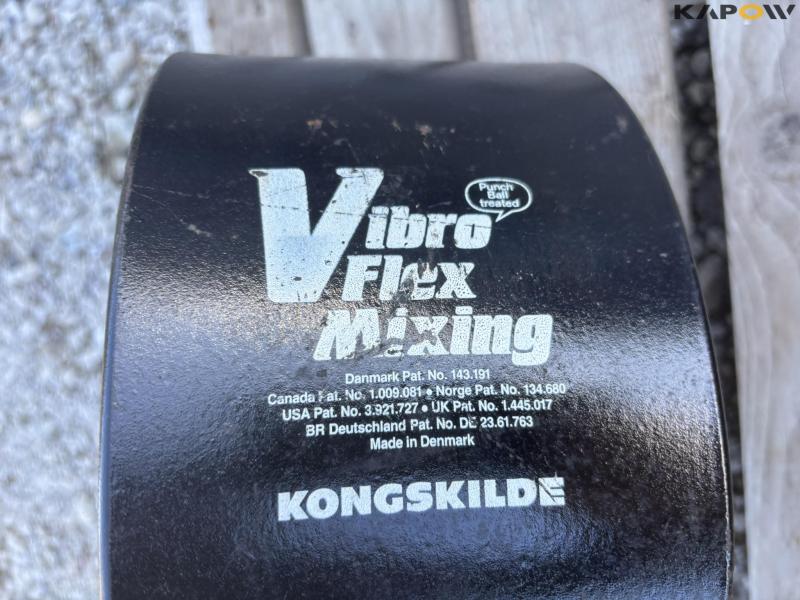 KAPOW
Punch
Ball
treated
Vibro
Flex
Mixing
Danmark Pat. No. 143.191
Canada Pat. No. 1.009.081 • Norge Pat. No. 134.680
USA Pat. No. 3.921.727 • UK Pat. No. 1.445.017
BR Deutschland Pat. No. DE 23.61.763
Made in Denmark
KONGSKILDE